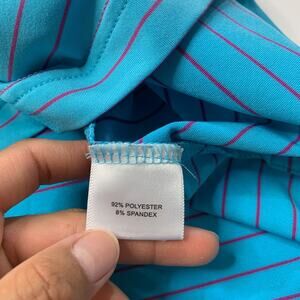 92% POLYESTER
8% SPANDEX